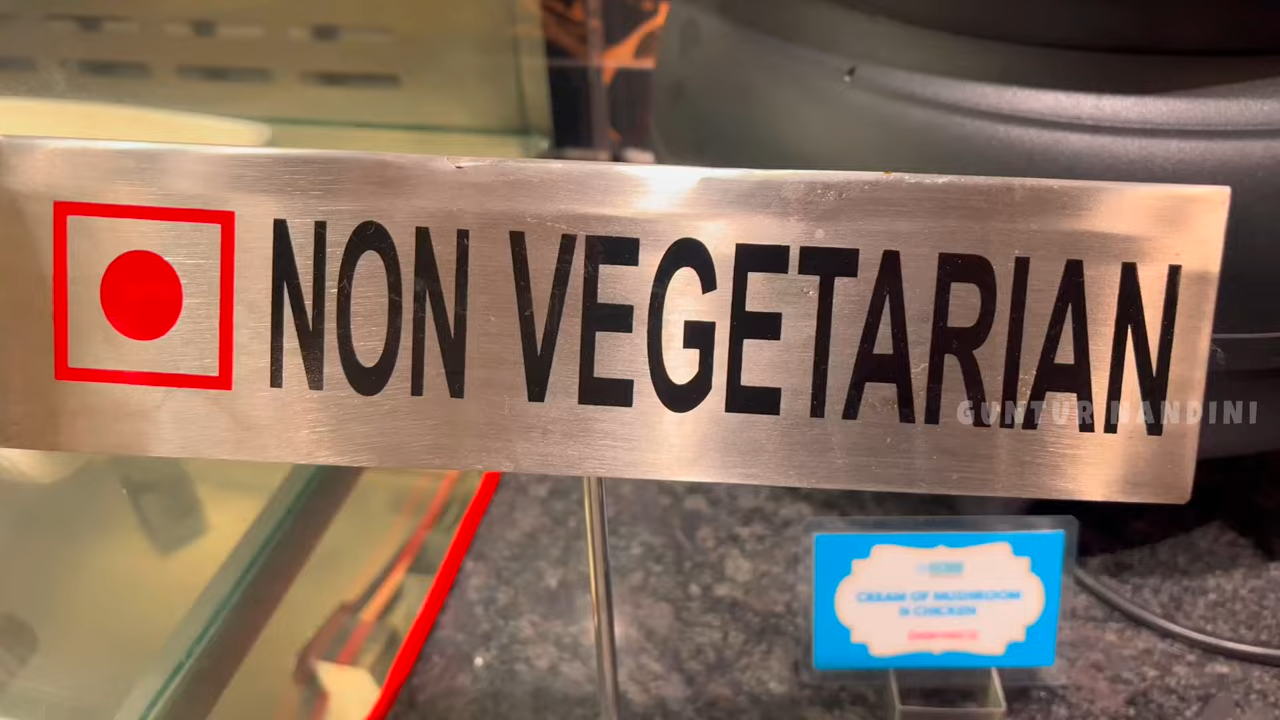 NON VEGETARIAN
GUNTUR NANDINI
CREAM OF MUSHROOM
N CHICKEN